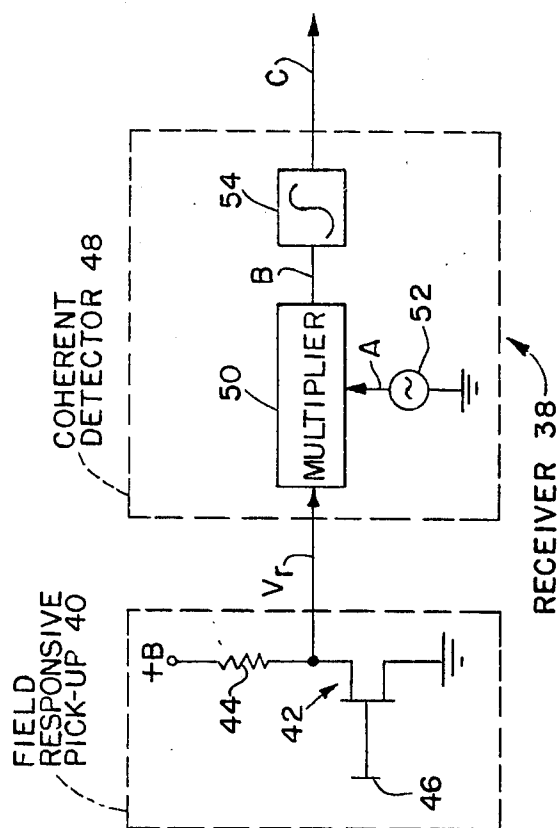 FIELD
RESPONSIVE
PICK-UP 40
+B
44
42
46
Vr
COHERENT
DETECTOR 48
50
MULTIPLIER
A
52
B
54
C
RECEIVER 38